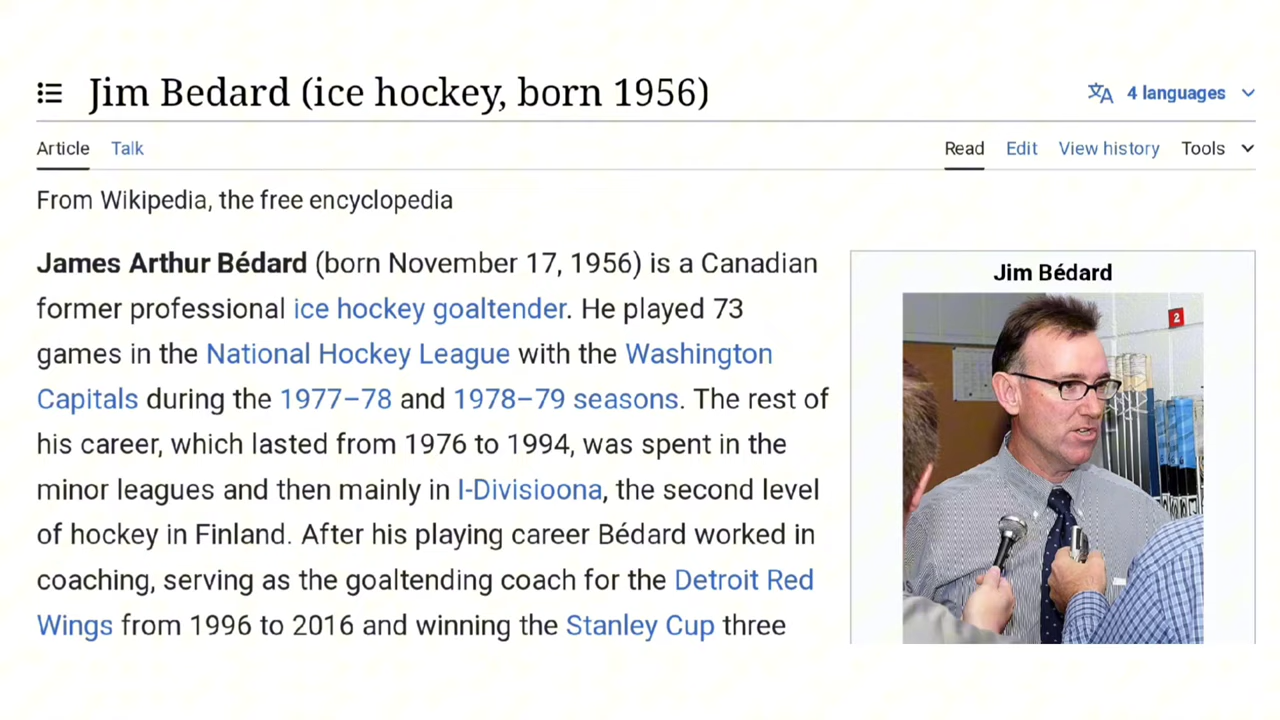 Jim Bedard (ice hockey, born 1956)
4 languages
Article Talk
Read Edit View history Tools
From Wikipedia, the free encyclopedia
James Arthur Bédard (born November 17, 1956) is a Canadian
former professional ice hockey goaltender. He played 73
games in the National Hockey League with the Washington
Capitals during the 1977–78 and 1978–79 seasons. The rest of
his career, which lasted from 1976 to 1994, was spent in the
minor leagues and then mainly in I-Divisioona, the second level
of hockey in Finland. After his playing career Bédard worked in
coaching, serving as the goaltending coach for the Detroit Red
Wings from 1996 to 2016 and winning the Stanley Cup three
Jim Bédard
2